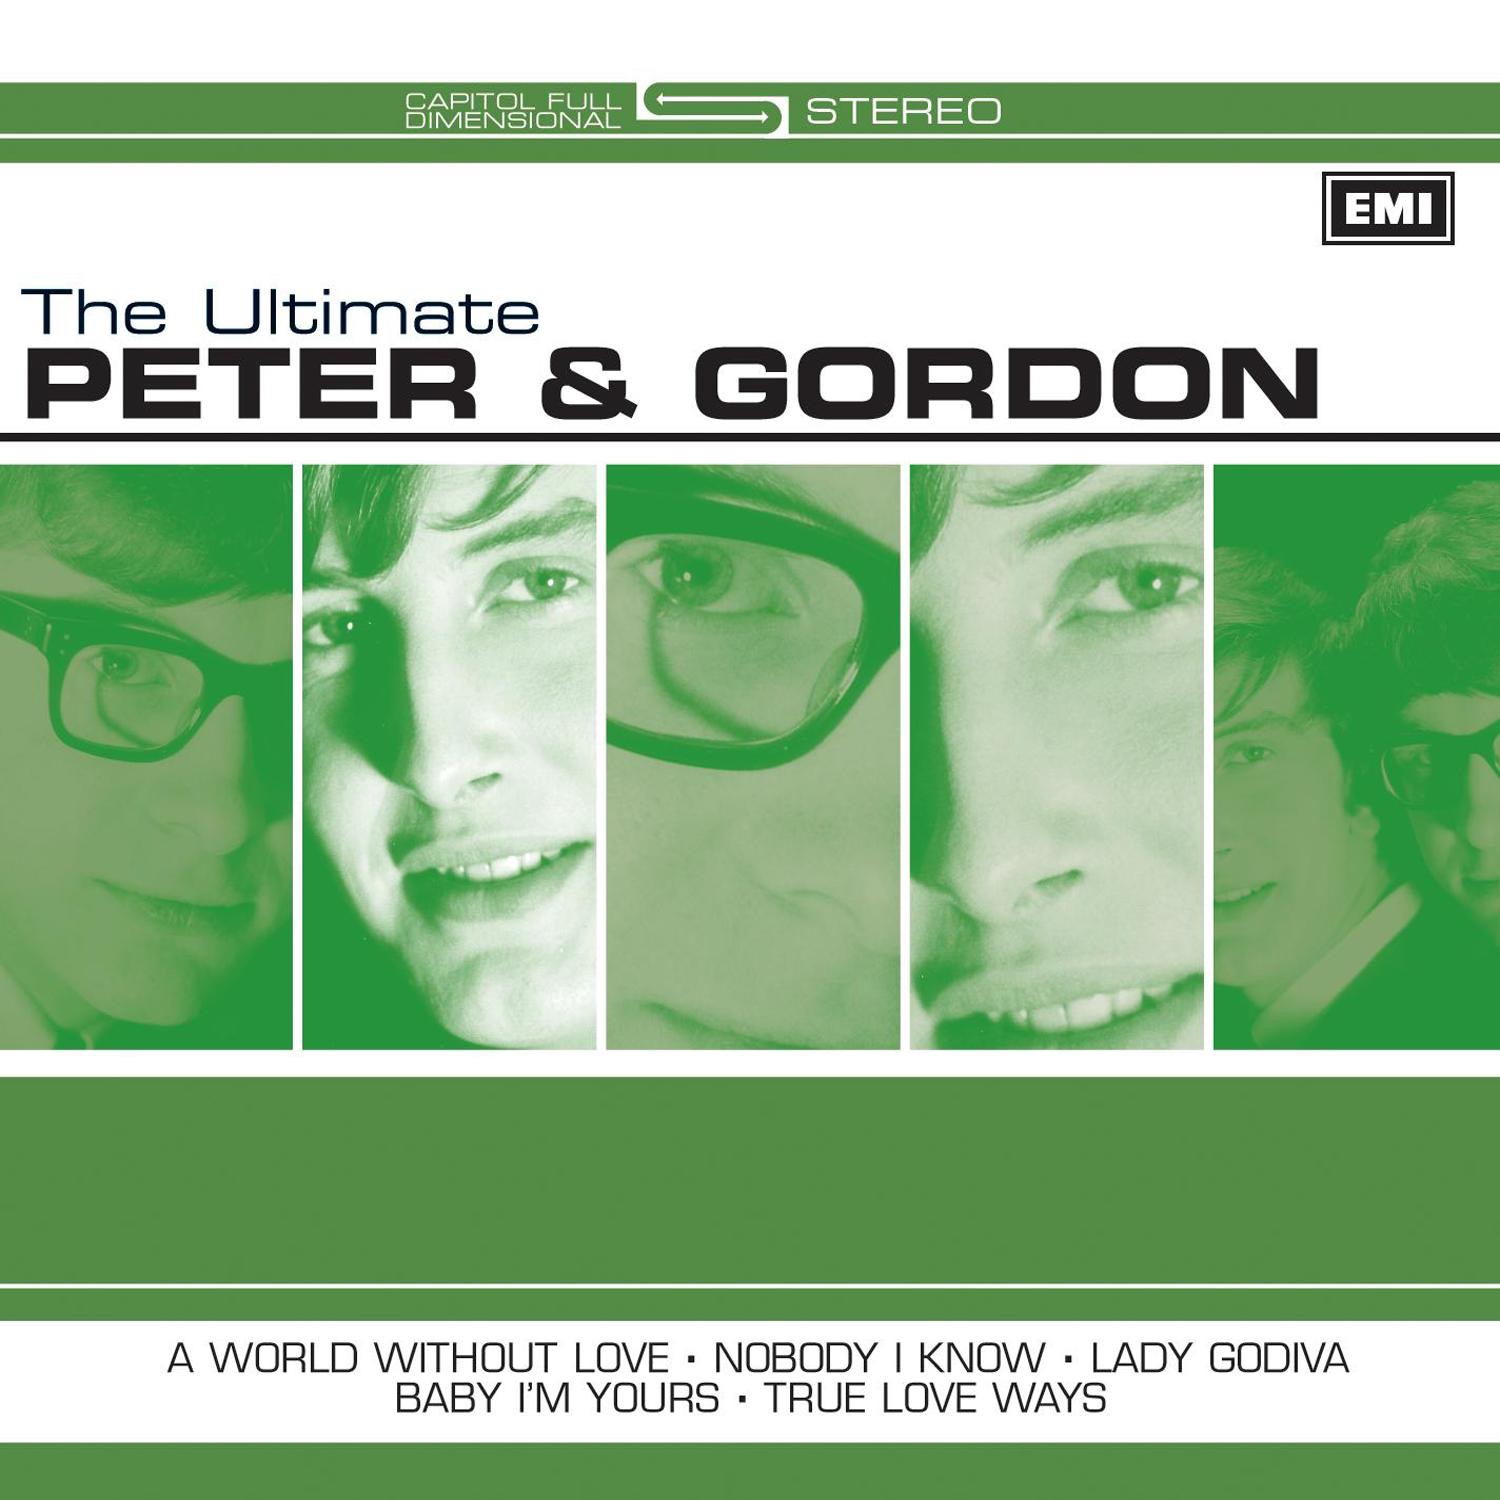 CAPITOL FULL
DIMENSIONAL
STEREO
EMI
The Ultimate
PETER & GORDON
A WORLD WITHOUT LOVE · NOBODY I KNOW · LADY GODIVA
BABY I'M YOURS · TRUE LOVE WAYS